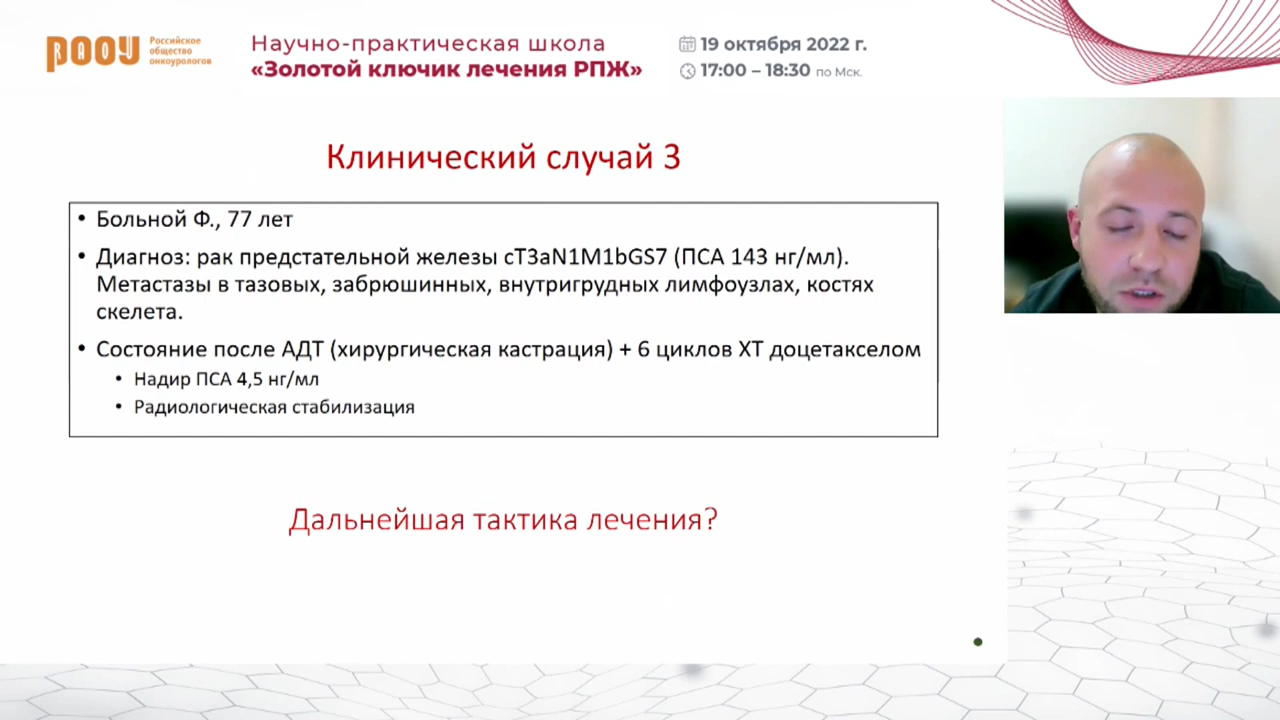 РООУ
RAOU
Российское
общество
онкоурологов
Научно-практическая школа
«Золотой ключик лечения РПЖ»
19 октября 2022 г.
17:00 – 18:30 по Мск.
Клинический случай 3
• Больной Ф., 77 лет
• Диагноз: рак предстательной железы cT3aN1M1bGS7 (ПСА 143 нг/мл).
Метастазы в тазовых, забрюшинных, внутригрудных лимфоузлах, костях
скелета.
• Состояние после АДТ (хирургическая кастрация) + 6 циклов ХТ доцетакселом
• Надир ПСА 4,5 нг/мл
• Радиологическая стабилизация
Дальнейшая тактика лечения?